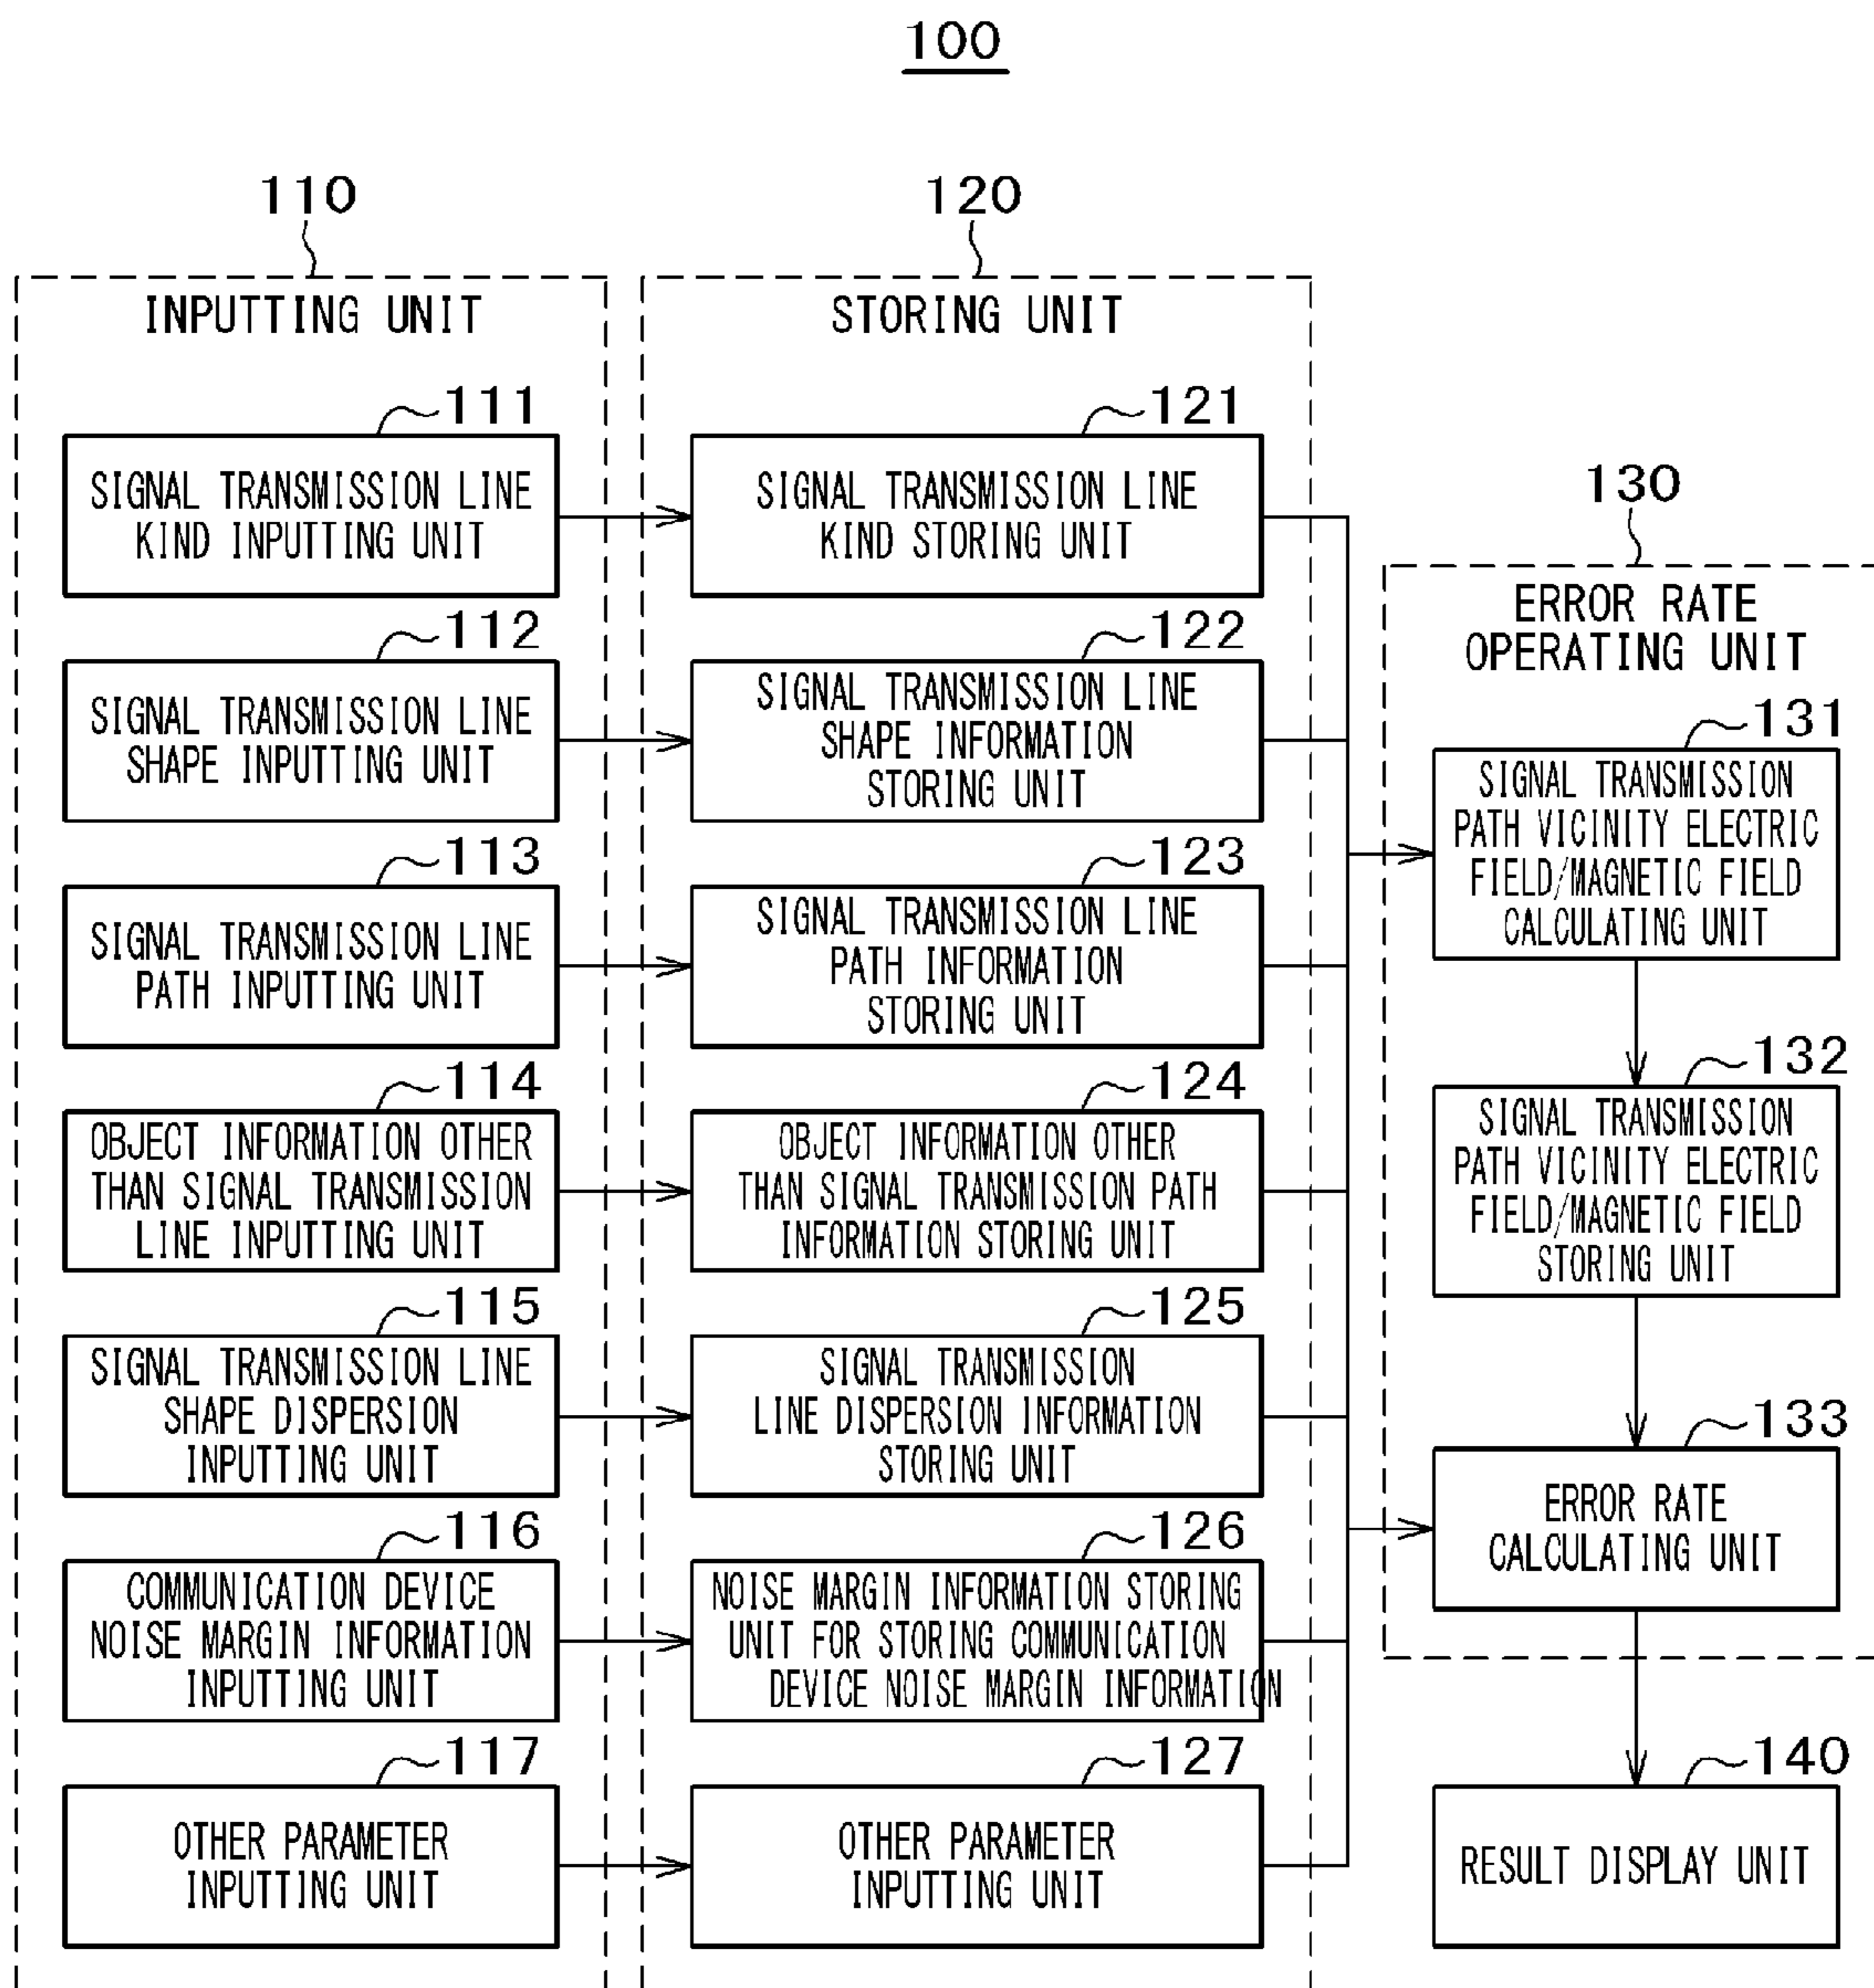 100
110
INPUTTING UNIT
111
SIGNAL TRANSMISSION LINE
KIND INPUTTING UNIT
112
SIGNAL TRANSMISSION LINE
SHAPE INPUTTING UNIT
113
SIGNAL TRANSMISSION LINE
PATH INPUTTING UNIT
114
OBJECT INFORMATION OTHER
THAN SIGNAL TRANSMISSION
LINE INPUTTING UNIT
115
SIGNAL TRANSMISSION LINE
SHAPE DISPERSION
INPUTTING UNIT
116
COMMUNICATION DEVICE
NOISE MARGIN INFORMATION
INPUTTING UNIT
117
OTHER PARAMETER
INPUTTING UNIT
120
STORING UNIT
121
SIGNAL TRANSMISSION LINE
KIND STORING UNIT
122
SIGNAL TRANSMISSION LINE
SHAPE INFORMATION
STORING UNIT
123
SIGNAL TRANSMISSION LINE
PATH INFORMATION
STORING UNIT
124
OBJECT INFORMATION OTHER
THAN SIGNAL TRANSMISSION PATH
INFORMATION STORING UNIT
125
SIGNAL TRANSMISSION
LINE DISPERSION INFORMATION
STORING UNIT
126
NOISE MARGIN INFORMATION STORING
UNIT FOR STORING COMMUNICATION
DEVICE NOISE MARGIN INFORMATION
127
OTHER PARAMETER
INPUTTING UNIT
130
ERROR RATE
OPERATING UNIT
131
SIGNAL TRANSMISSION
PATH VICINITY ELECTRIC
FIELD/MAGNETIC FIELD
CALCULATING UNIT
132
SIGNAL TRANSMISSION
PATH VICINITY ELECTRIC
FIELD/MAGNETIC FIELD
STORING UNIT
133
ERROR RATE
CALCULATING UNIT
140
RESULT DISPLAY UNIT